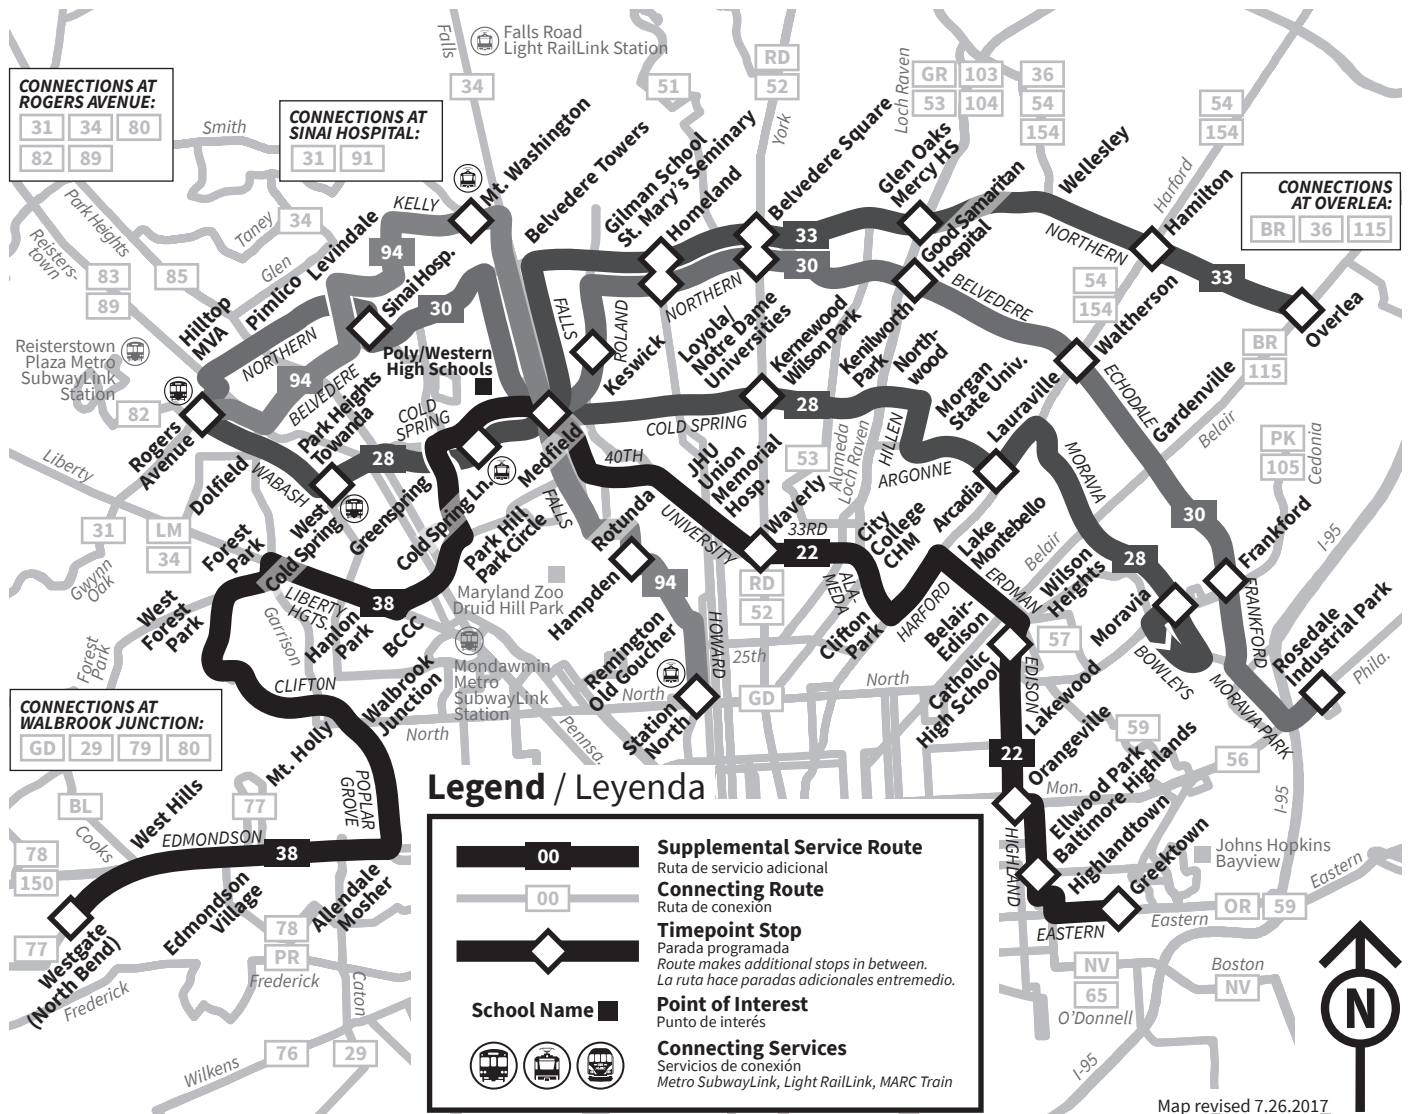 Falls Road
Light RailLink Station
Falls
34
51
RD
52
York
Loch Raven
GR
103
53
104
36
54
154
54
154
Harford
CONNECTIONS AT
ROGERS AVENUE:
31
34
80
82
89
Smith
CONNECTIONS AT
SINAI HOSPITAL:
31
91
CONNECTIONS
AT OVERLEA:
BR
36
115
Park Heights
Reisters-
town
Taney
34
Glen
83
85
89
KELLY
94
Mt. Washington
Belvedere Towers
Gilman School
St. Mary's Seminary
Homeland
Belvedere Square
Glen Oaks
Mercy HS
Good Samaritan
Hospital
Wellesley
Hamilton
33
30
NORTHERN
33
Overlea
54
154
BR
115
Hilltop
MVA
Pimlico
Levindale
Sinai Hosp.
30
NORTHERN
94
BELVEDERE
Reisterstown
Plaza Metro
SubwayLink
Station
82
Poly/Western
High Schools
FALLS
ROLAND
NORTHERN
Keswick
Loyola/
Notre Dame
Universities
Kernewood
Wilson Park
Kenilworth
Park
North-
wood
BELVEDERE
Waltherson
Morgan
State Univ.
Lauraville
ECHODALE
Gardenville
Belair
Rogers
Avenue
Park Heights
Towanda
COLD
SPRING
28
WABASH
Dolfield
West
Cold
Spring
Greenspring
Cold Spring Ln.
Medfield
COLD SPRING
28
40TH
FALLS
JHU
Union
Memorial
Hosp.
53
Alameda
Loch Raven
HILLEN
ARGONNE
MORAVIA
PK
105
Cedonia
I-95
Liberty
31
LM
34
Gwynn
Oak
Forest
Park
LIBERTY
HGTS.
38
Garrison
Hanlon
Park
BCCC
Park Hill
Park Circle
Maryland Zoo
Druid Hill Park
Mondawmin
Metro
SubwayLink
Station
Rotunda
UNIVERSITY
Waverly
33RD
22
City
College
CHM
Arcadia
Lake
Montebello
Belair
ERDMAN
Wilson
Heights
28
30
Frankford
FRANKFORD
Hampden
94
RD
52
ALA-
MEDA
Clifton
Park
HARFORD
Belair-
Edison
57
Moravia
BOWLEYS
MORAVIA PARK
Rosedale
Industrial Park
Phila.
West
Forest
Park
Forest
Park
CLIFTON
Walbrook
Junction
North
Remington
Old Goucher
North
Station
North
HOWARD
25th
GD
North
Pennsa.
Catholic
High School
EDISON
Lakewood
59
56
I-95
CONNECTIONS AT
WALBROOK JUNCTION:
GD
29
79
80
Mt. Holly
POPLAR
GROVE
BL
Cooks
77
West Hills
EDMONDSON
38
78
150
77
Westgate
(North Bend)
Edmondson
Village
Allendale
Mosher
78
PR
Frederick
Frederick
Caton
76
29
Wilkens
22
Orangeville
Mon.
Ellwood Park
Baltimore Highlands
Highlandtown
Greektown
HIGHLAND
EASTERN
Eastern
OR
59
Eastern
Johns Hopkins
Bayview
NV
65
O'Donnell
Boston
NV
I-95
Legend / Leyenda
00
Supplemental Service Route
Ruta de servicio adicional
00
Connecting Route
Ruta de conexión
Timepoint Stop
Parada programada
Route makes additional stops in between.
La ruta hace paradas adicionales entremedio.
School Name
Point of Interest
Punto de interés
Connecting Services
Servicios de conexión
Metro SubwayLink, Light RailLink, MARC Train
N
Map revised 7.26.2017